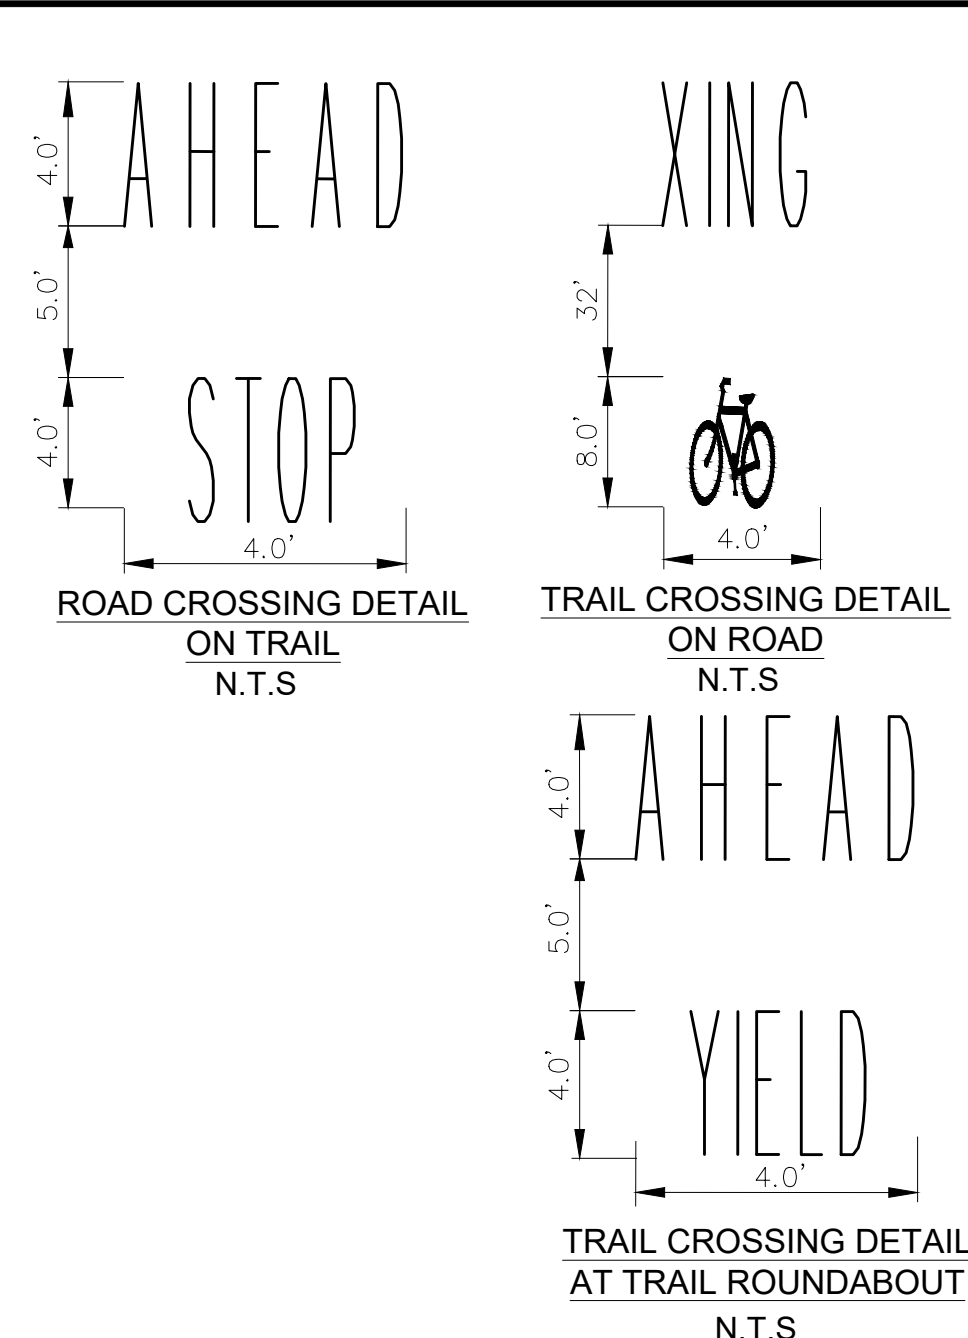 AHEAD
4.0'
5.0'
STOP
4.0'
4.0'
ROAD CROSSING DETAIL
ON TRAIL
N.T.S
XING
32'
8.0'
4.0'
TRAIL CROSSING DETAIL
ON ROAD
N.T.S
AHEAD
4.0'
5.0'
YIELD
4.0'
4.0'
TRAIL CROSSING DETAIL
AT TRAIL ROUNDABOUT
N.T.S